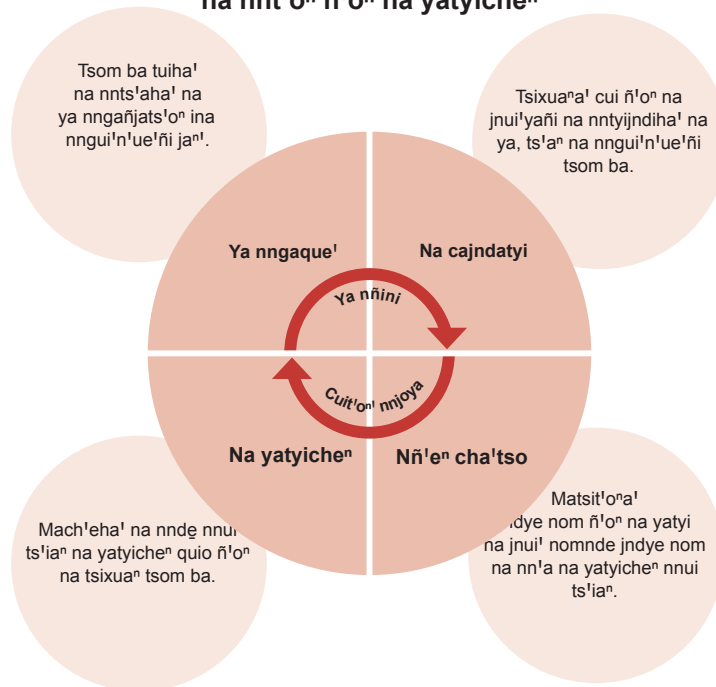 na yatyicheⁿ
Tsom ba tuihaꞌ
na nntsꞌahaꞌ na
ya nngañjatsꞌoⁿ ina
nnguiꞌnꞌueꞌñi jaⁿꞌ.
Tsixuaⁿaꞌ cui ñꞌoⁿ na
jnuiꞌyañi na nntyijndihaꞌ na
ya, tsꞌaⁿ na nnguiꞌnꞌueꞌñi
tsom ba.
Ya nngaqueꞌ
Na cajndatyi
Ya nñini
Cuitꞌoⁿꞌ nnjoya
Na yatyicheⁿ
Nñꞌeⁿ chaꞌtso
Machꞌehaꞌ na nnde̱ nnui
tsꞌiaⁿ na yatyicheⁿ quio ñꞌoⁿ
na tsixuaⁿ tsom ba.
Matsitꞌonaꞌ
nom ñꞌoⁿ na yatyi
na jnuiꞌ nomnde jndye nom
na nnꞌa na yatyicheⁿ nnui
tsꞌiaⁿ.